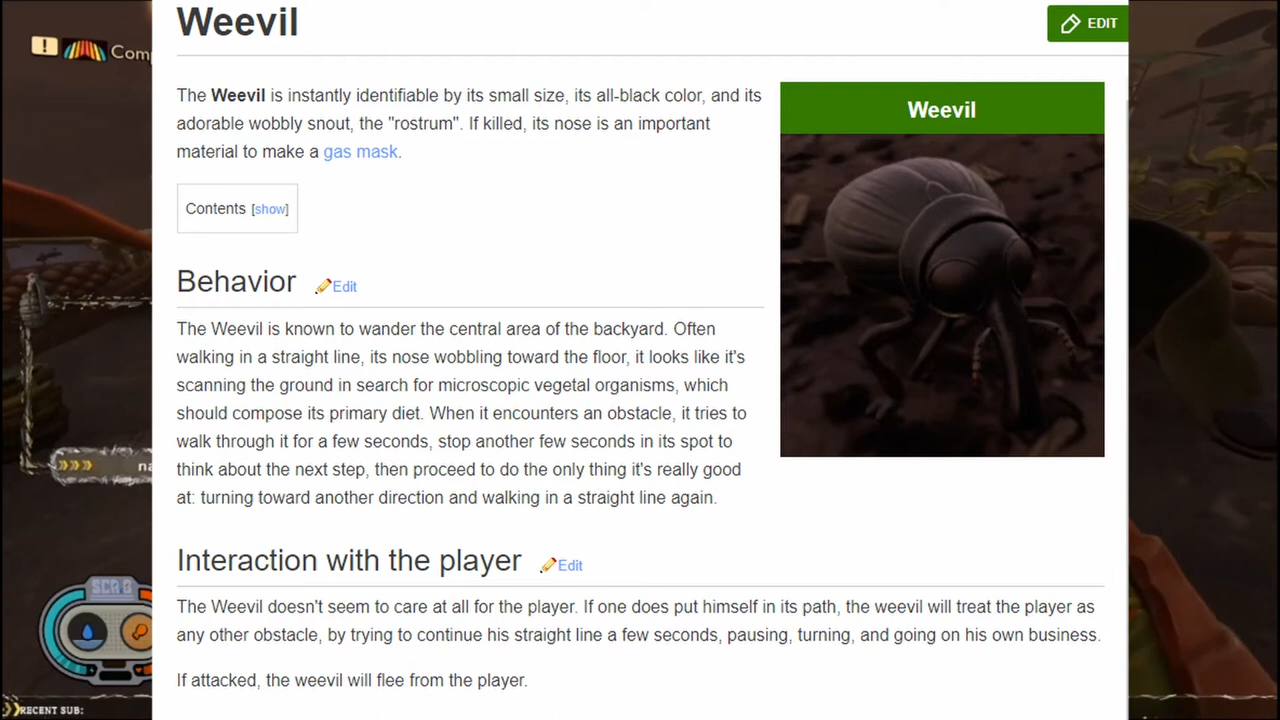 Weevil
EDIT
Comp
The Weevil is instantly identifiable by its small size, its all-black color, and its
adorable wobbly snout, the "rostrum". If killed, its nose is an important
material to make a gas mask.
Weevil
Contents [show]
Behavior Edit
The Weevil is known to wander the central area of the backyard. Often
walking in a straight line, its nose wobbling toward the floor, it looks like it's
scanning the ground in search for microscopic vegetal organisms, which
should compose its primary diet. When it encounters an obstacle, it tries to
walk through it for a few seconds, stop another few seconds in its spot to
think about the next step, then proceed to do the only thing it's really good
at: turning toward another direction and walking in a straight line again.
na
Interaction with the player Edit
SCA.B
The Weevil doesn't seem to care at all for the player. If one does put himself in its path, the weevil will treat the player as
any other obstacle, by trying to continue his straight line a few seconds, pausing, turning, and going on his own business.
If attacked, the weevil will flee from the player.
RECENT SUB: